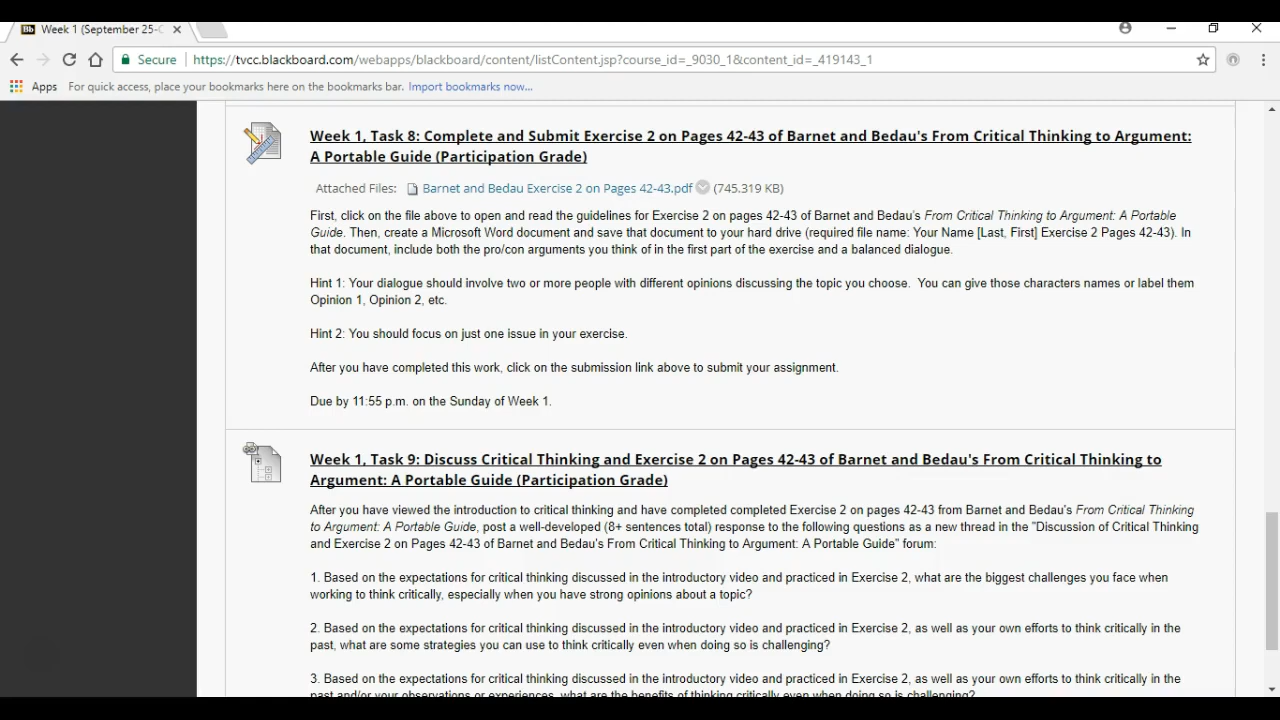 Bb Week 1 (September 25-
Secure https://tvcc.blackboard.com/webapps/blackboard/content/listContent.jsp?course_id=_9030_1&content_id=_419143_1
Apps For quick access, place your bookmarks here on the bookmarks bar. Import bookmarks now...
Week 1, Task 8: Complete and Submit Exercise 2 on Pages 42-43 of Barnet and Bedau's From Critical Thinking to Argument:
A Portable Guide (Participation Grade)
Attached Files: Barnet and Bedau Exercise 2 on Pages 42-43.pdf (745.319 KB)
First, click on the file above to open and read the guidelines for Exercise 2 on pages 42-43 of Barnet and Bedau's From Critical Thinking to Argument: A Portable
Guide. Then, create a Microsoft Word document and save that document to your hard drive (required file name: Your Name [Last, First] Exercise 2 Pages 42-43). In
that document, include both the pro/con arguments you think of in the first part of the exercise and a balanced dialogue.
Hint 1: Your dialogue should involve two or more people with different opinions discussing the topic you choose. You can give those characters names or label them
Opinion 1, Opinion 2, etc.
Hint 2: You should focus on just one issue in your exercise.
After you have completed this work, click on the submission link above to submit your assignment.
Due by 11:55 p.m. on the Sunday of Week 1.
Week 1, Task 9: Discuss Critical Thinking and Exercise 2 on Pages 42-43 of Barnet and Bedau's From Critical Thinking to
Argument: A Portable Guide (Participation Grade)
After you have viewed the introduction to critical thinking and have completed completed Exercise 2 on pages 42-43 from Barnet and Bedau's From Critical Thinking
to Argument: A Portable Guide, post a well-developed (8+ sentences total) response to the following questions as a new thread in the "Discussion of Critical Thinking
and Exercise 2 on Pages 42-43 of Barnet and Bedau's From Critical Thinking to Argument: A Portable Guide" forum:
1. Based on the expectations for critical thinking discussed in the introductory video and practiced in Exercise 2, what are the biggest challenges you face when
working to think critically, especially when you have strong opinions about a topic?
2. Based on the expectations for critical thinking discussed in the introductory video and practiced in Exercise 2, as well as your own efforts to think critically in the
past, what are some strategies you can use to think critically even when doing so is challenging?
3. Based on the expectations for critical thinking discussed in the introductory video and practiced in Exercise 2, as well as your own efforts to think critically in the
past and/or your observations or experiences, what are the benefits of thinking critically even when doing so is challenging?